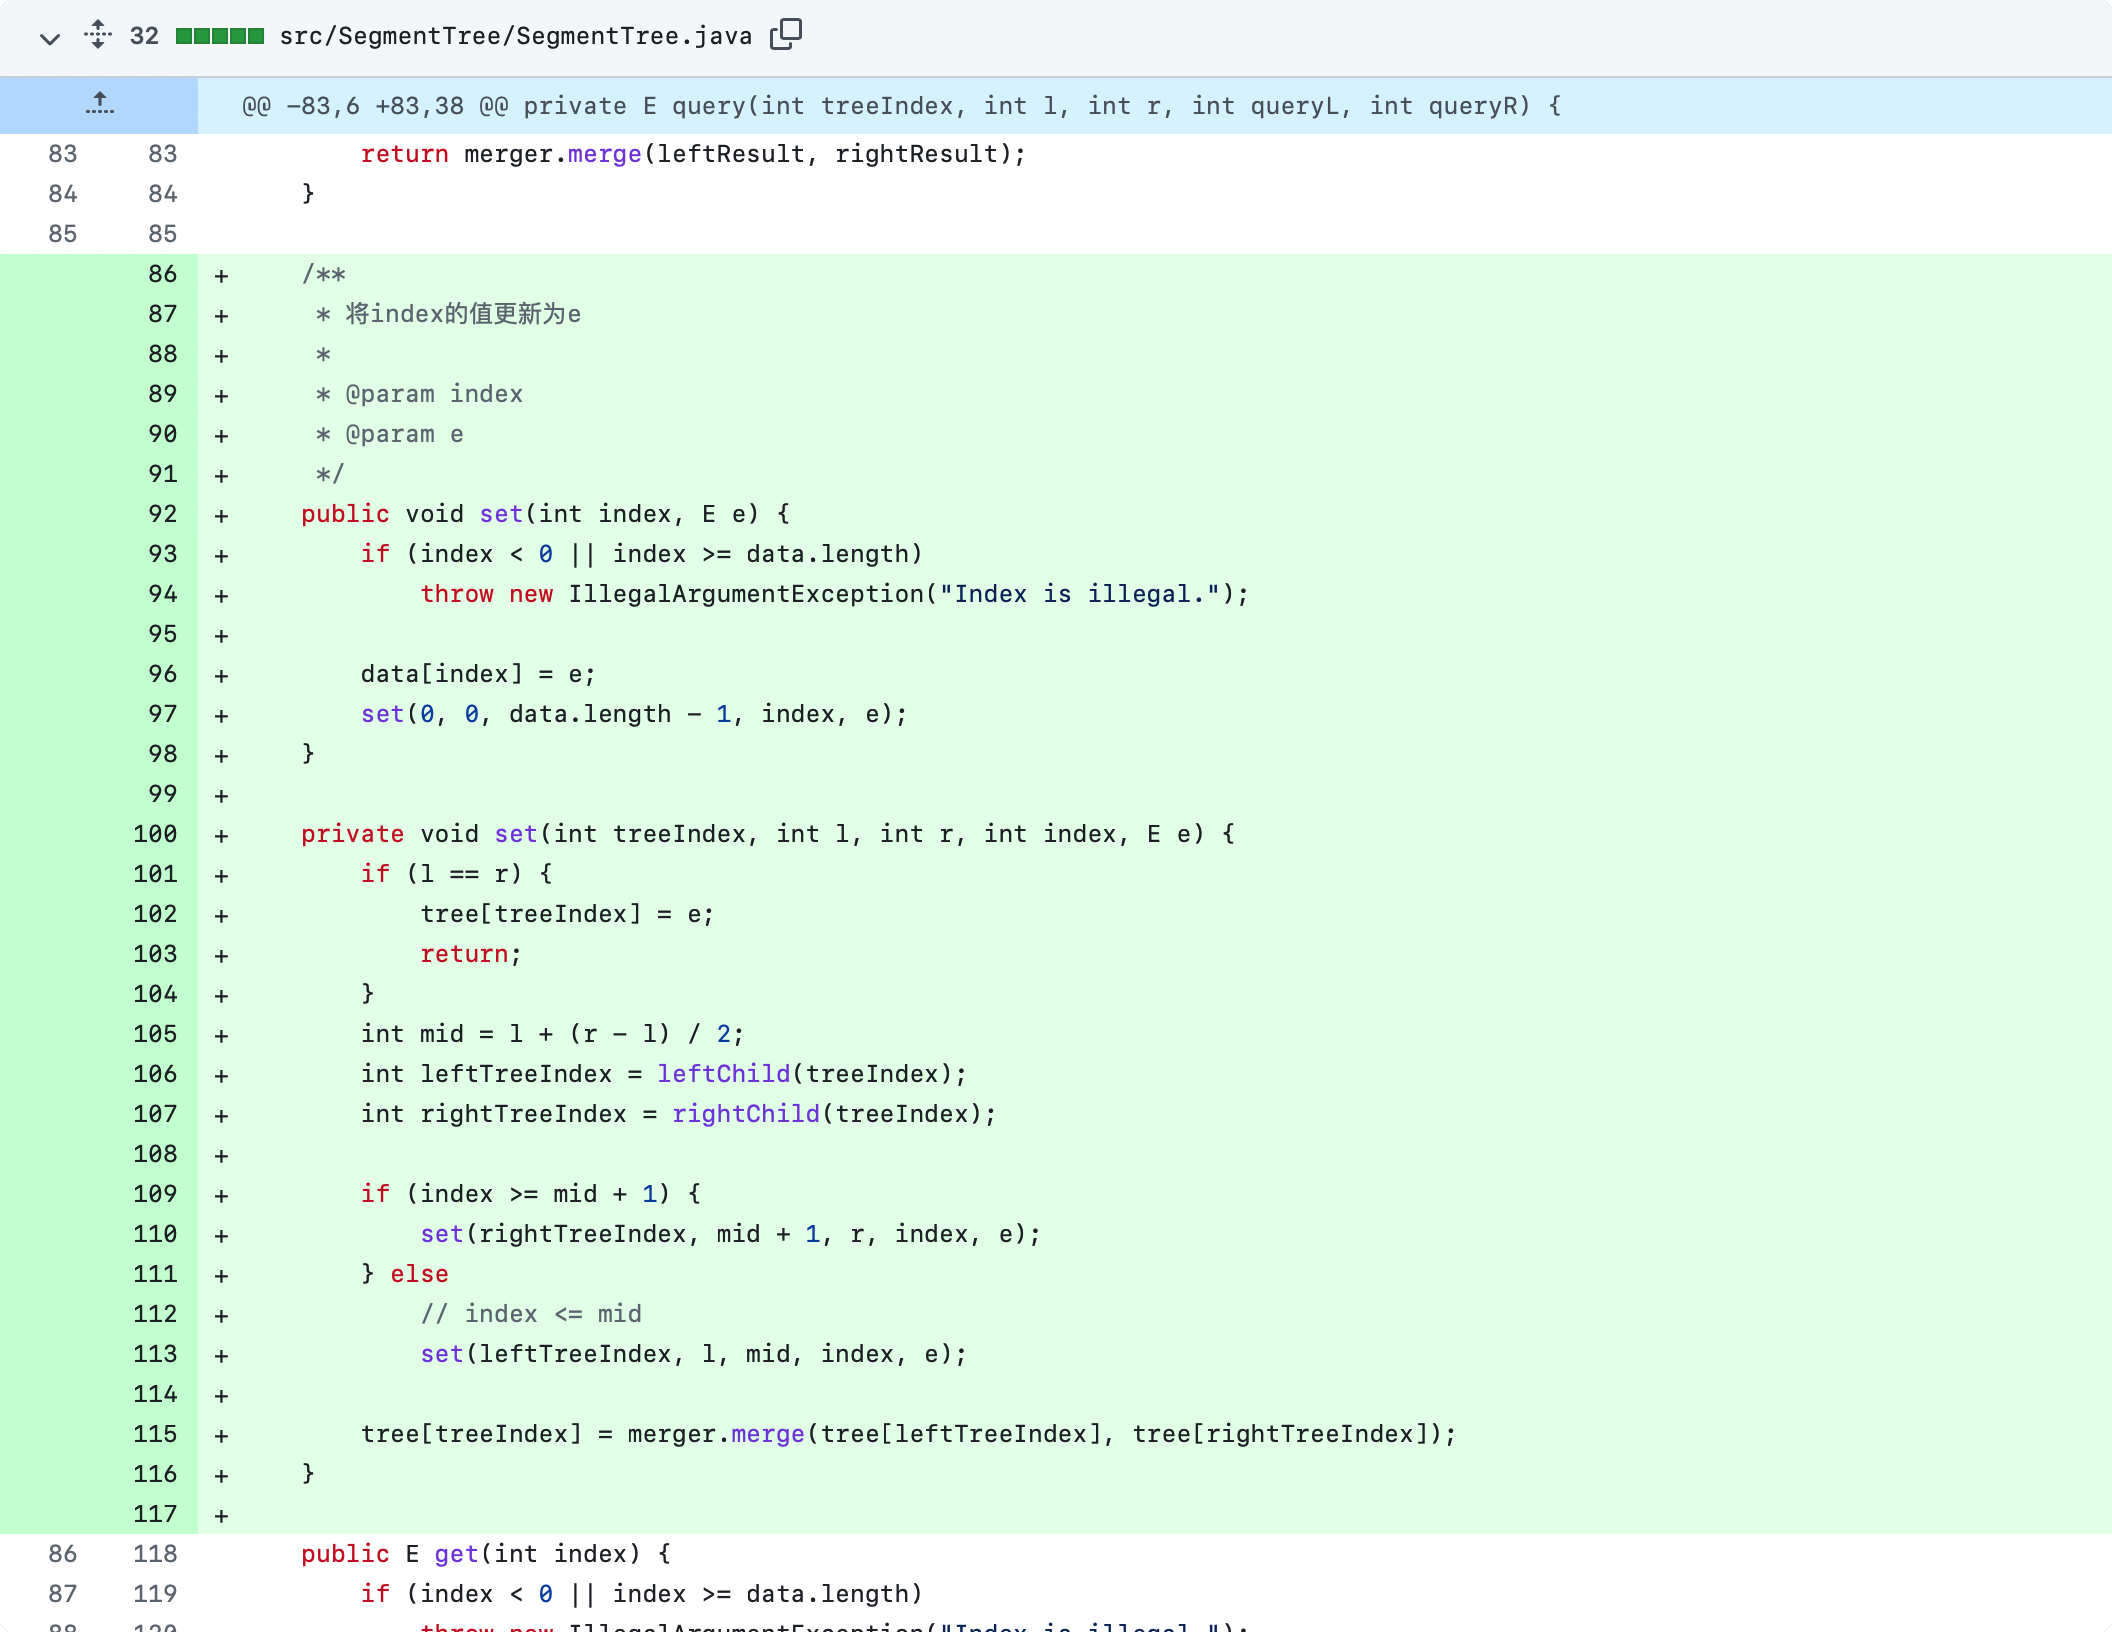 32 src/SegmentTree/SegmentTree.java
@@ -83,6 +83,38 @@ private E query(int treeIndex, int l, int r, int queryL, int queryR) {
83 83 return merger.merge(leftResult, rightResult);
84 84 }
85 85
86 + /**
87 + * 将index的值更新为e
88 + *
89 + * @param index
90 + * @param e
91 + */
92 + public void set(int index, E e) {
93 + if (index < 0 || index >= data.length)
94 + throw new IllegalArgumentException("Index is illegal.");
95 +
96 + data[index] = e;
97 + set(0, 0, data.length - 1, index, e);
98 + }
99 +
100 + private void set(int treeIndex, int l, int r, int index, E e) {
101 + if (l == r) {
102 + tree[treeIndex] = e;
103 + return;
104 + }
105 + int mid = l + (r - l) / 2;
106 + int leftTreeIndex = leftChild(treeIndex);
107 + int rightTreeIndex = rightChild(treeIndex);
108 +
109 + if (index >= mid + 1) {
110 + set(rightTreeIndex, mid + 1, r, index, e);
111 + } else
112 + // index <= mid
113 + set(leftTreeIndex, l, mid, index, e);
114 +
115 + tree[treeIndex] = merger.merge(tree[leftTreeIndex], tree[rightTreeIndex]);
116 + }
117 +
86 118 public E get(int index) {
87 119 if (index < 0 || index >= data.length)
88 120 throw new IllegalArgumentException("Index is illegal.");